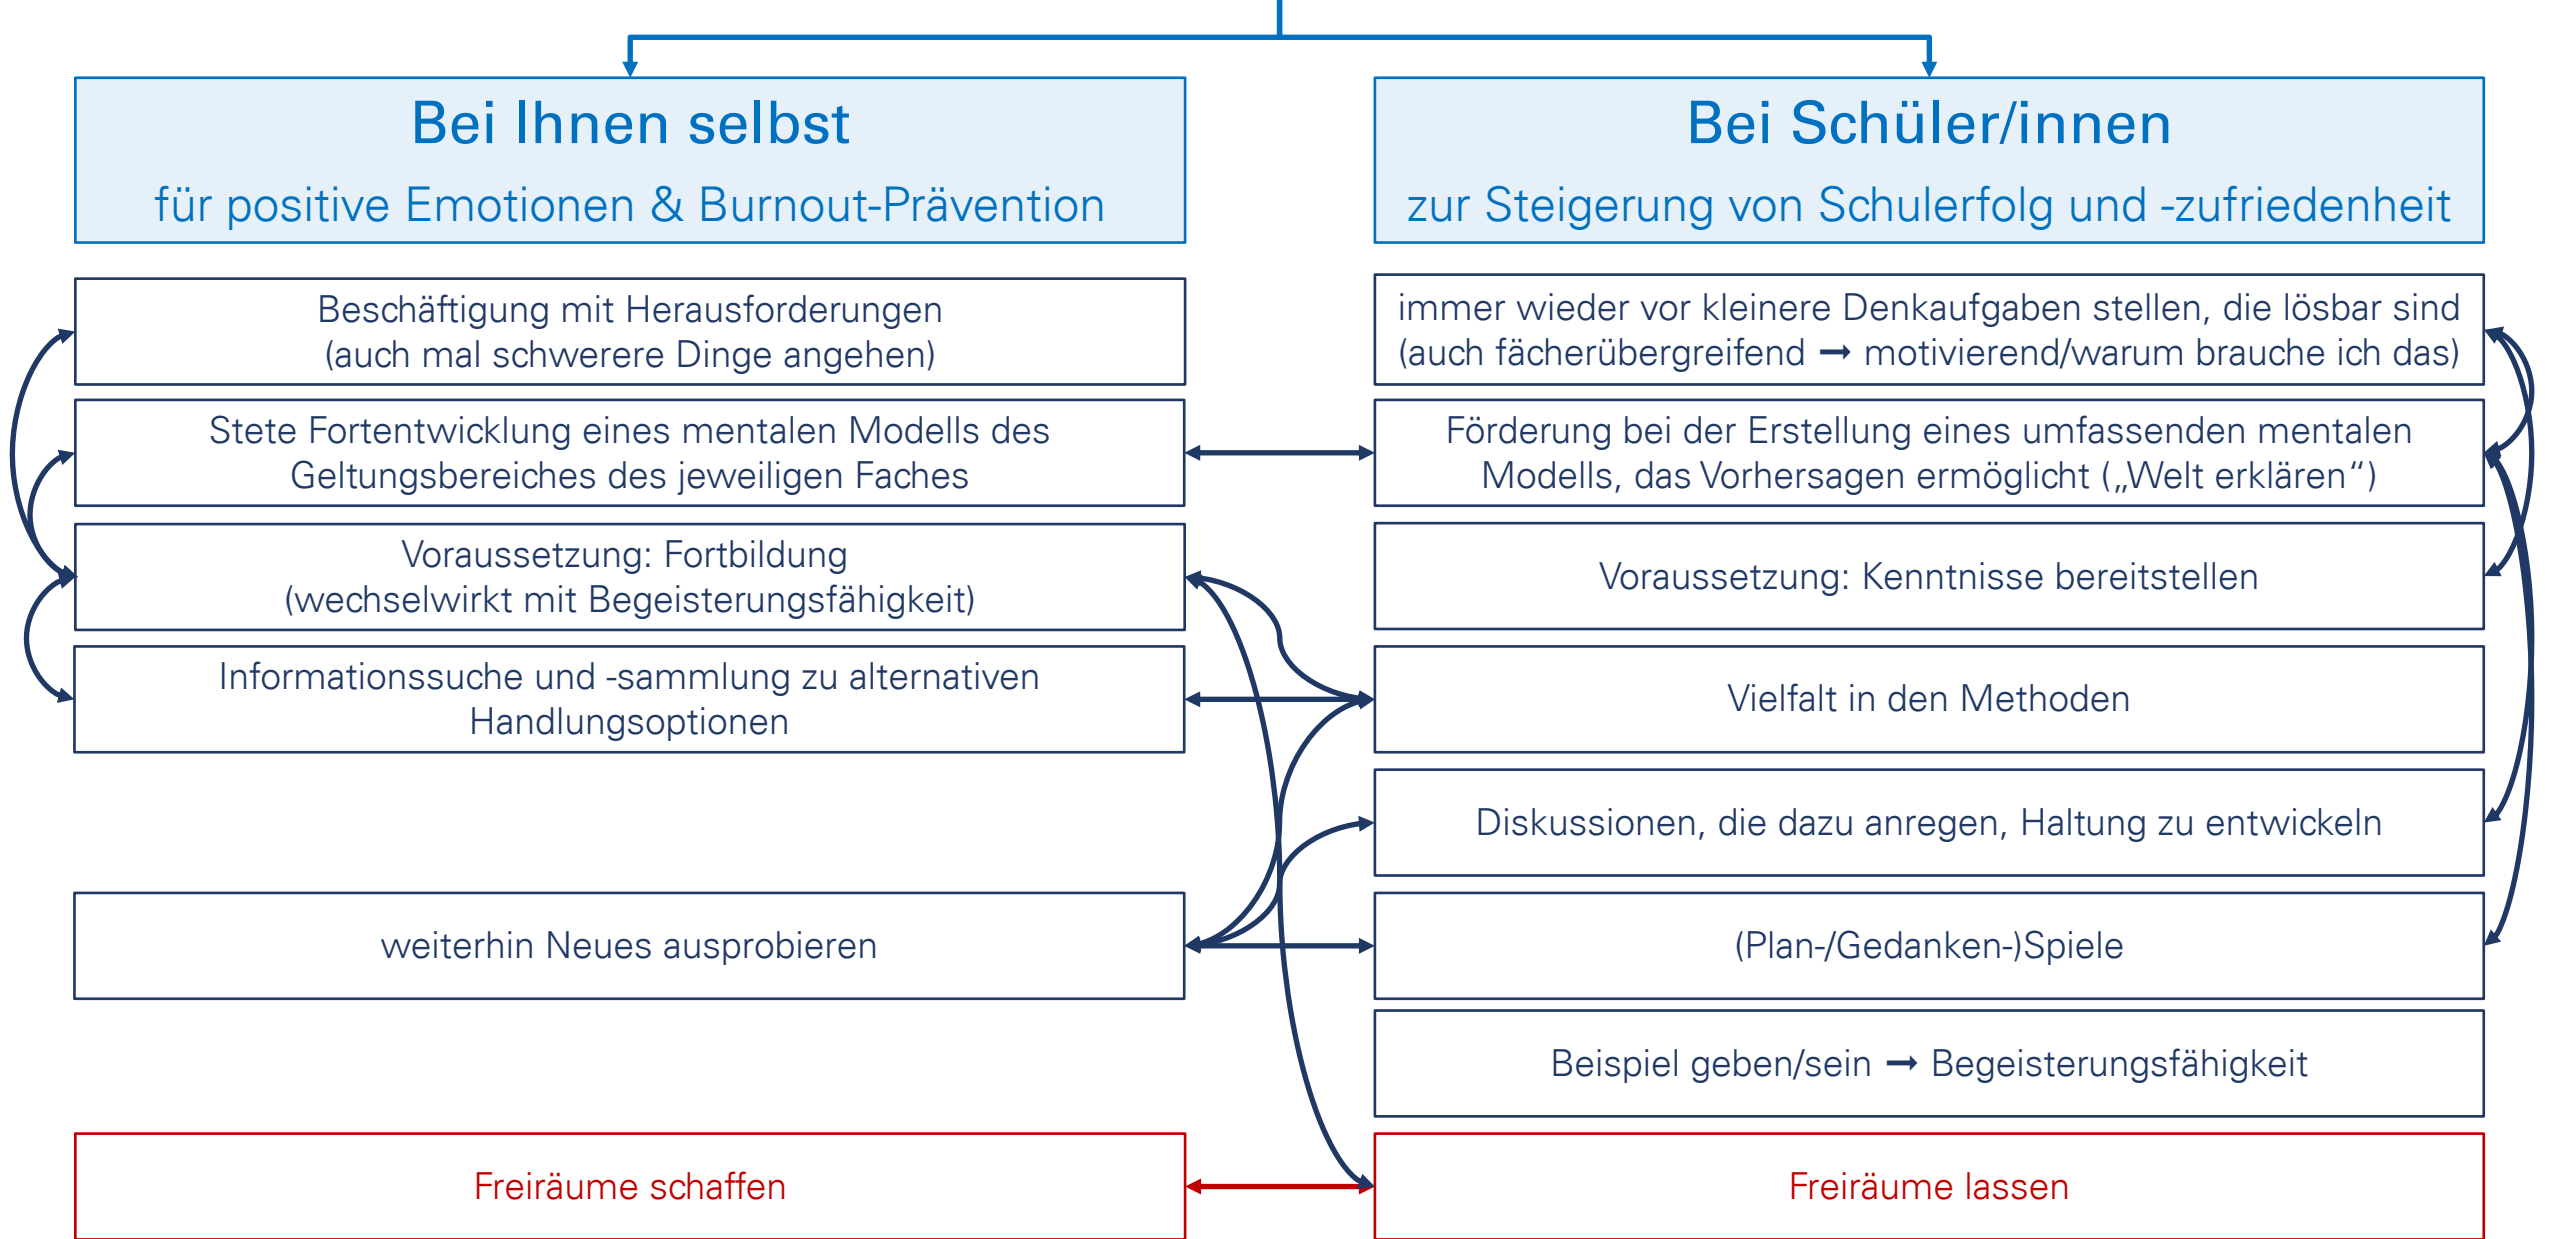 Bei Ihnen selbst
für positive Emotionen & Burnout-Prävention
Beschäftigung mit Herausforderungen
(auch mal schwerere Dinge angehen)
Stete Fortentwicklung eines mentalen Modells des
Geltungsbereiches des jeweiligen Faches
Voraussetzung: Fortbildung
(wechselwirkt mit Begeisterungsfähigkeit)
Informationssuche und -sammlung zu alternativen
Handlungsoptionen
weiterhin Neues ausprobieren
Freiräume schaffen
Bei Schüler/innen
zur Steigerung von Schulerfolg und -zufriedenheit
immer wieder vor kleinere Denkaufgaben stellen, die lösbar sind
(auch fächerübergreifend → motivierend/warum brauche ich das)
Förderung bei der Erstellung eines umfassenden mentalen
Modells, das Vorhersagen ermöglicht („Welt erklären“)
Voraussetzung: Kenntnisse bereitstellen
Vielfalt in den Methoden
Diskussionen, die dazu anregen, Haltung zu entwickeln
(Plan-/Gedanken-)Spiele
Beispiel geben/sein → Begeisterungsfähigkeit
Freiräume lassen